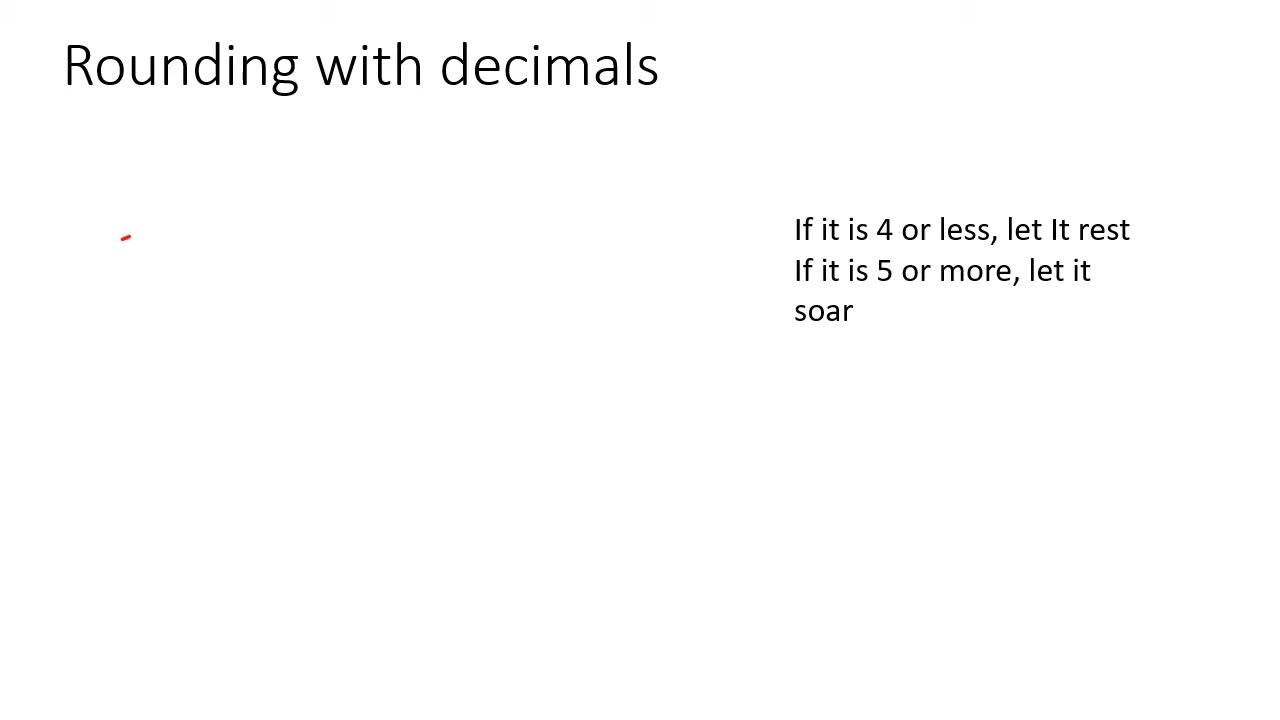 Rounding with decimals
If it is 4 or less, let It rest
If it is 5 or more, let it
soar